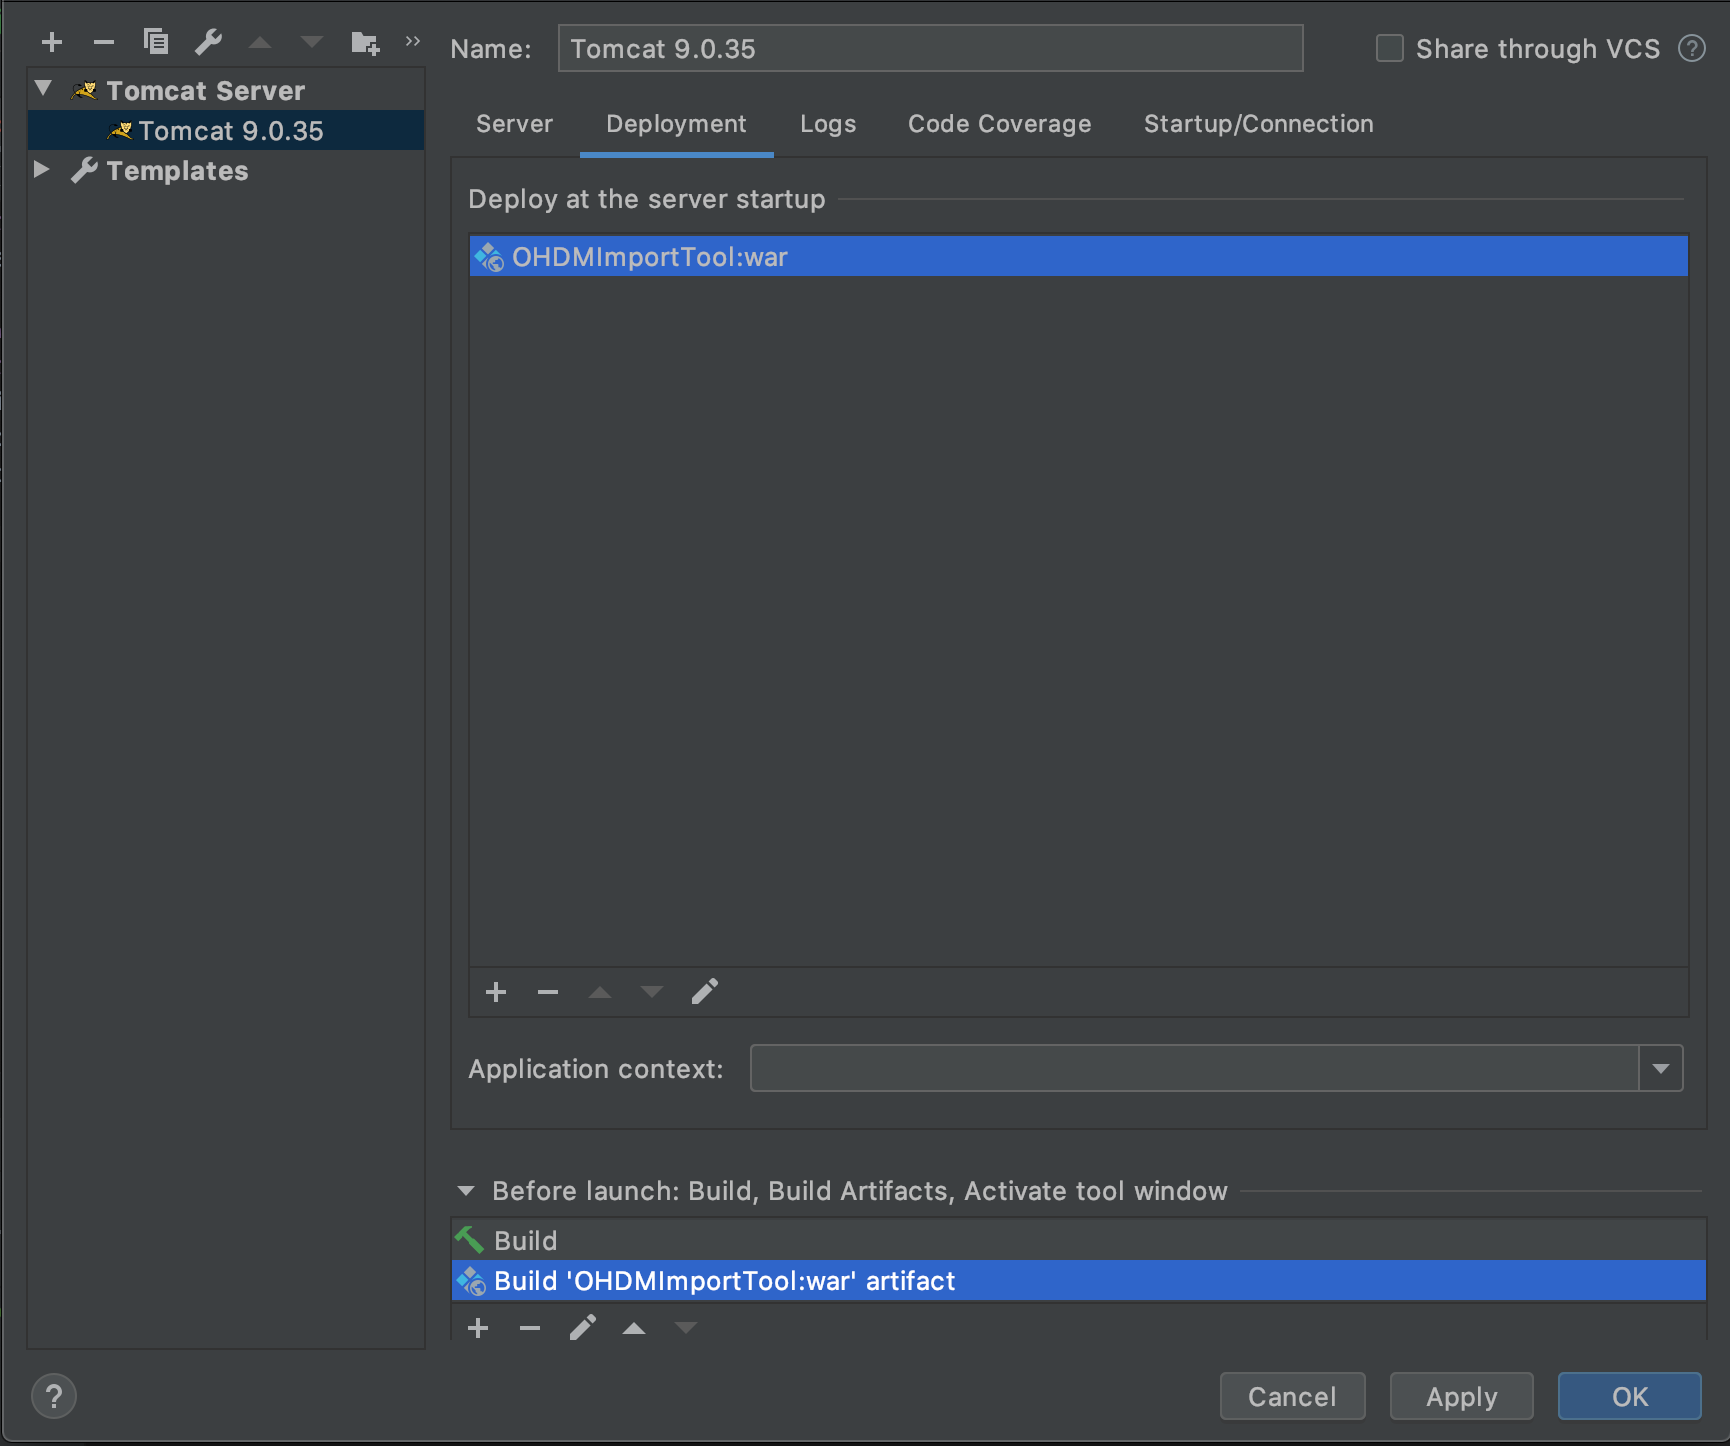 Name: Tomcat 9.0.35 Share through VCS ?
Tomcat Server
Tomcat 9.0.35
Templates
Server Deployment Logs Code Coverage Startup/Connection
Deploy at the server startup
OHDMImportTool:war
Application context:
Before launch: Build, Build Artifacts, Activate tool window
Build
Build 'OHDMImportTool:war' artifact
? Cancel Apply OK